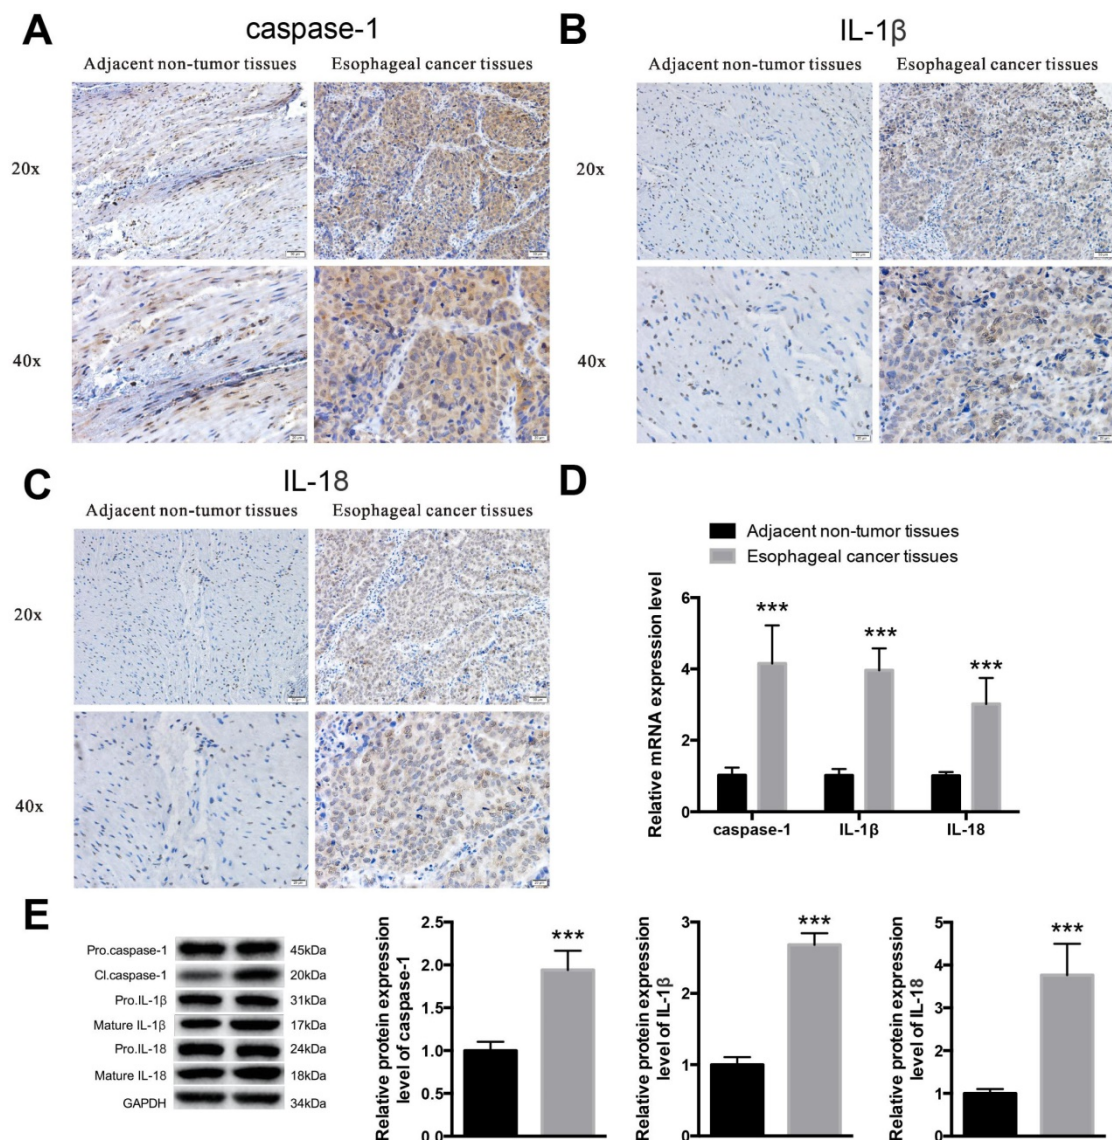 A
caspase-1
Adjacent non-tumor tissues
Esophageal cancer tissues
20x
40x
B
IL-1β
Adjacent non-tumor tissues
Esophageal cancer tissues
20x
40x
C
IL-18
Adjacent non-tumor tissues
Esophageal cancer tissues
20x
40x
D
Adjacent non-tumor tissues
Esophageal cancer tissues
Relative mRNA expression level
6
4
2
0
***
***
***
caspase-1
IL-1β
IL-18
E
Pro.caspase-1 45kDa
Cl.caspase-1 20kDa
Pro.IL-1β 31kDa
Mature IL-1β 17kDa
Pro.IL-18 24kDa
Mature IL-18 18kDa
GAPDH 34kDa
Relative protein expression
level of caspase-1
2.5
2.0
1.5
1.0
0.5
0.0
***
Relative protein expression
level of IL-1β
3
2
1
0
***
Relative protein expression
level of IL-18
5
4
3
2
1
0
***